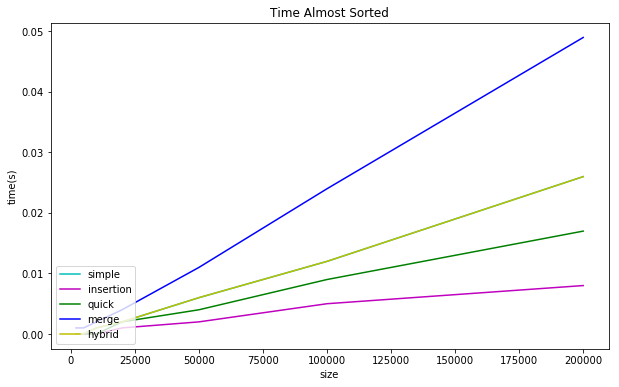 Time Almost Sorted
0.05
0.04
0.03
0.02
0.01
0.00
time(s)
simple
insertion
quick
merge
hybrid
0 25000 50000 75000 100000 125000 150000 175000 200000
size